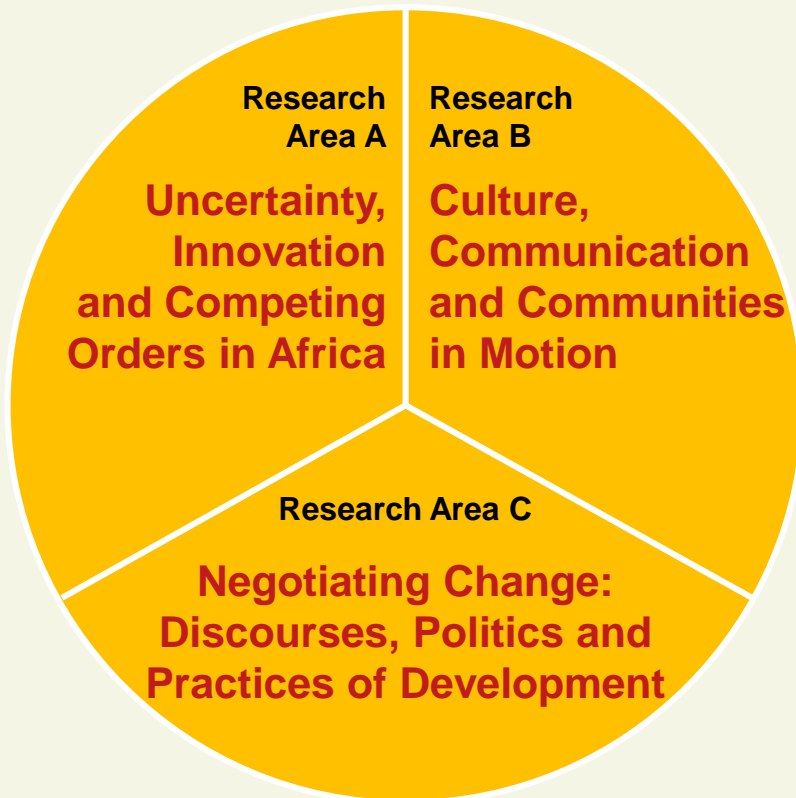 Research
Area A
Uncertainty,
Innovation
and Competing
Orders in Africa
Research
Area B
Culture,
Communication
and Communities
in Motion
Research Area C
Negotiating Change:
Discourses, Politics and
Practices of Development